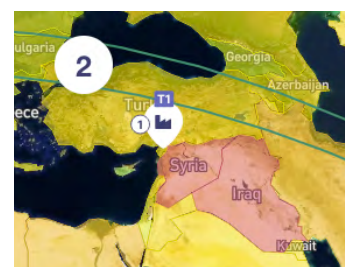 ulgaria
2
Georgia
Azerbaijan
T1
Tur
ece
1
Syria
Iraq
Kuwait